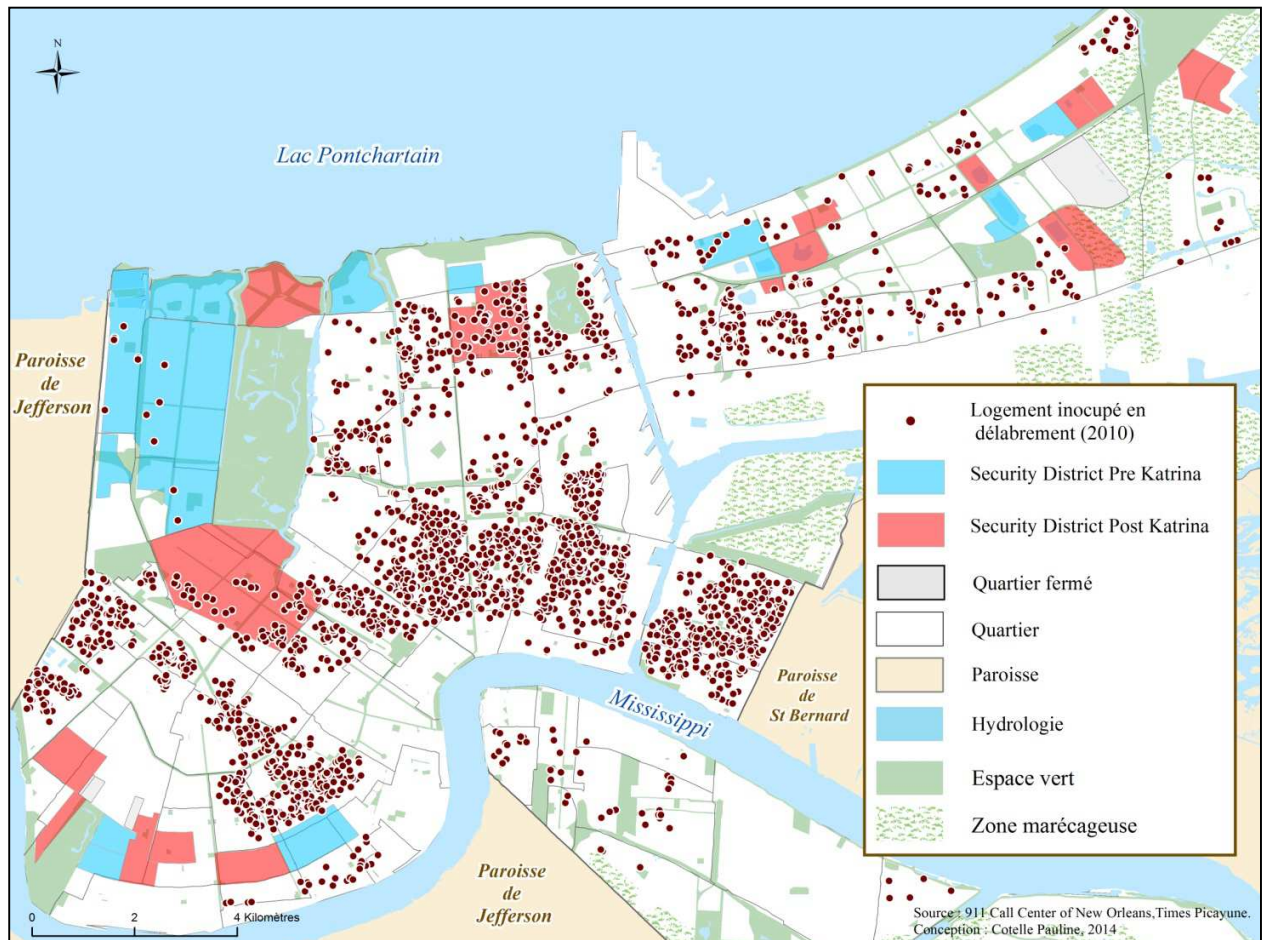 N
Lac Pontchartain
Paroisse
de
Jefferson
Logement inocupé en
délabrement (2010)
Security District Pre Katrina
Security District Post Katrina
Quartier fermé
Quartier
Paroisse
Hydrologie
Espace vert
Zone marécageuse
Paroisse
de
St Bernard
Mississippi
Paroisse
de
Jefferson
0 2 4 Kilomètres
Source : 911 Call Center of New Orleans,Times Picayune.
Conception : Cotelle Pauline, 2014